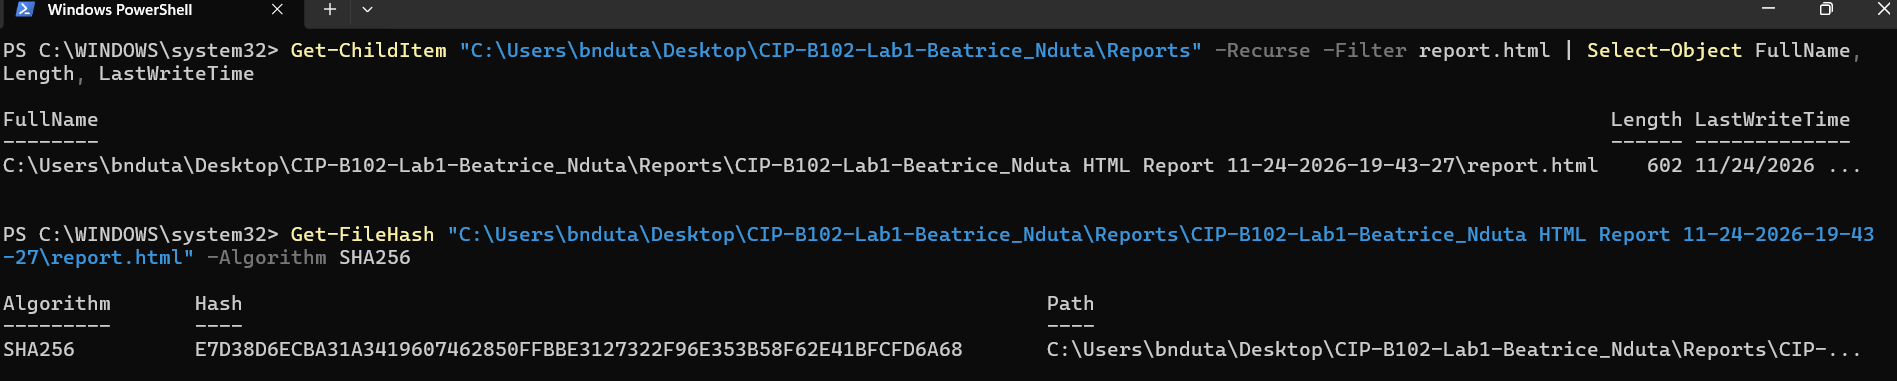 Windows PowerShell
PS C:\WINDOWS\system32> Get-ChildItem "C:\Users\bnduta\Desktop\CIP-B102-Lab1-Beatrice_Nduta\Reports" -Recurse -Filter report.html | Select-Object FullName,
Length, LastWriteTime
FullName Length LastWriteTime
-------- ------ -------------
C:\Users\bnduta\Desktop\CIP-B102-Lab1-Beatrice_Nduta\Reports\CIP-B102-Lab1-Beatrice_Nduta HTML Report 11-24-2026-19-43-27\report.html 602 11/24/2026 ...
PS C:\WINDOWS\system32> Get-FileHash "C:\Users\bnduta\Desktop\CIP-B102-Lab1-Beatrice_Nduta\Reports\CIP-B102-Lab1-Beatrice_Nduta HTML Report 11-24-2026-19-43
-27\report.html" -Algorithm SHA256
Algorithm Hash Path
--------- ---- ----
SHA256 E7D38D6ECBA31A3419607462850FFBBE3127322F96E353B58F62E41BFCFD6A68 C:\Users\bnduta\Desktop\CIP-B102-Lab1-Beatrice_Nduta\Reports\CIP-...